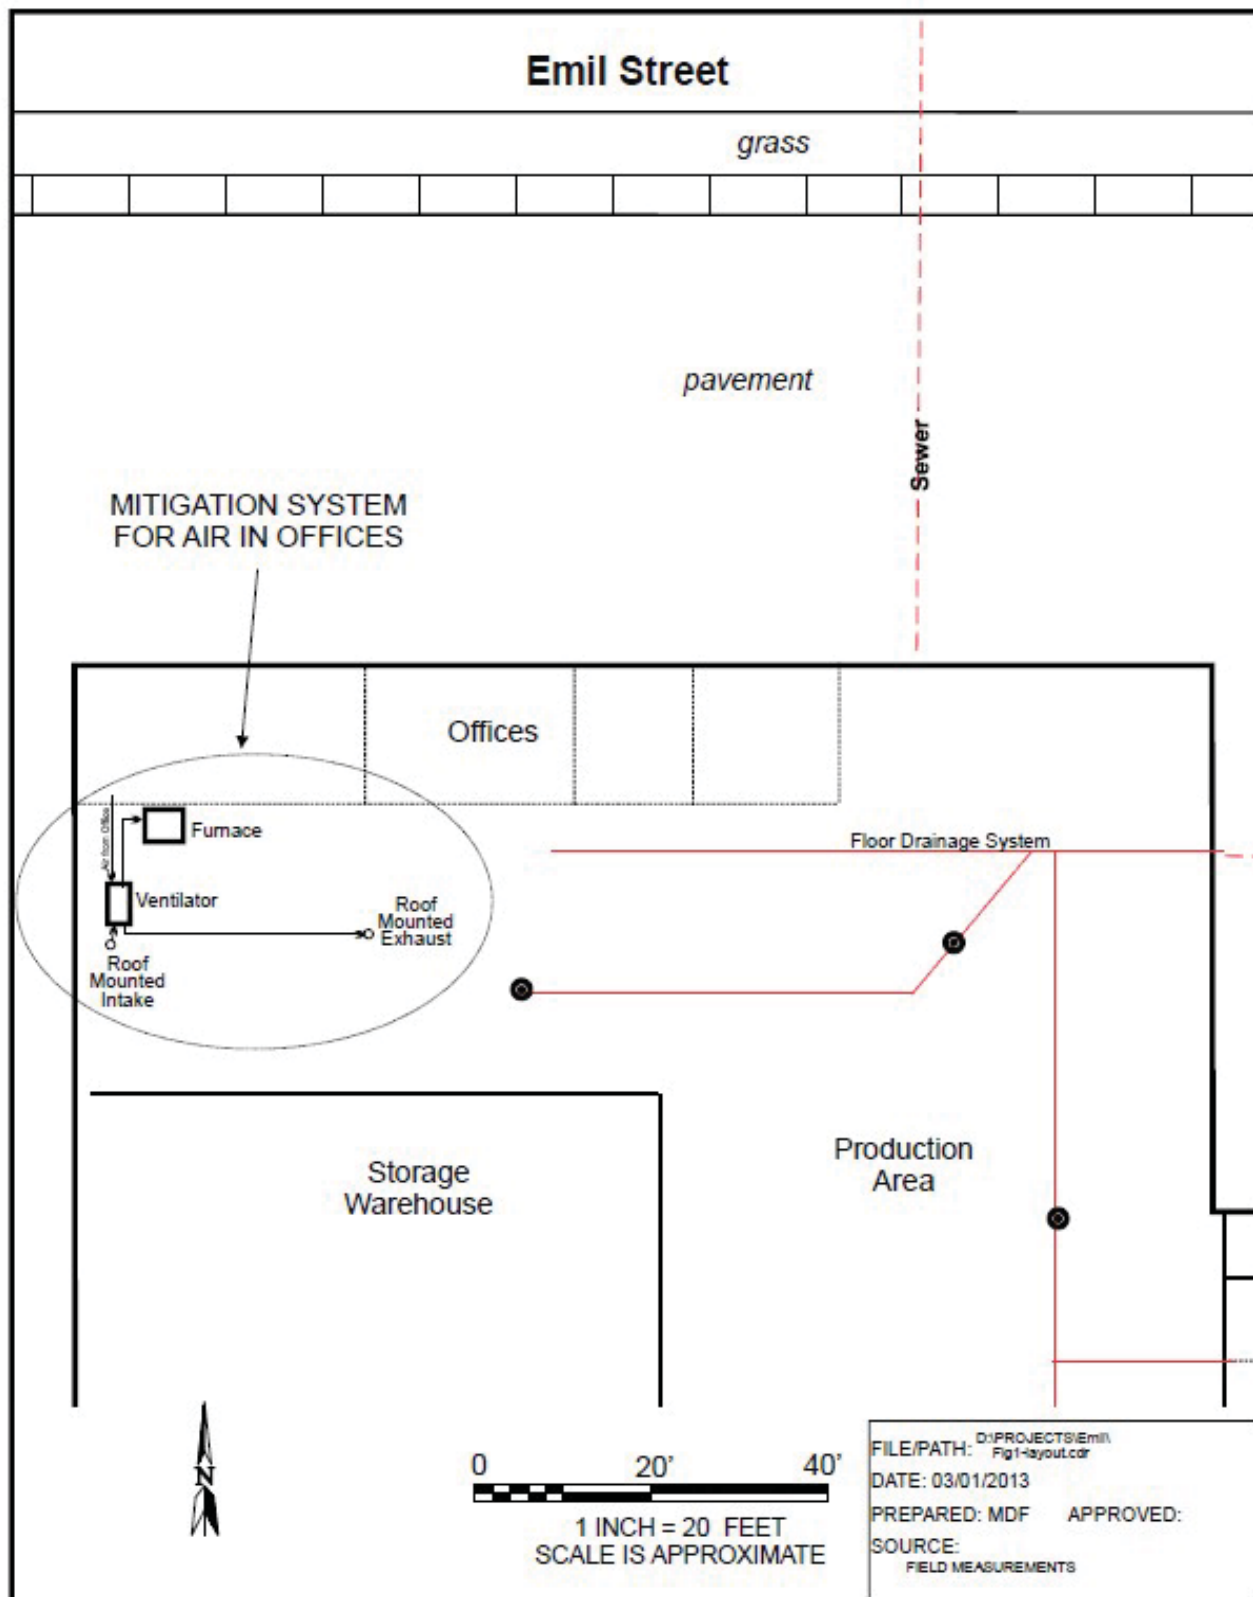 Emil Street
grass
pavement
Sewer
MITIGATION SYSTEM
FOR AIR IN OFFICES
Offices
Air from Office
Furnace
Ventilator
Roof
Mounted
Exhaust
Roof
Mounted
Intake
Floor Drainage System
Storage
Warehouse
Production
Area
N
0 20' 40'
1 INCH = 20 FEET
SCALE IS APPROXIMATE
FILE/PATH: D:\PROJECTS\Emil\
Fig1-layout.cdr
DATE: 03/01/2013
PREPARED: MDF APPROVED:
SOURCE:
FIELD MEASUREMENTS